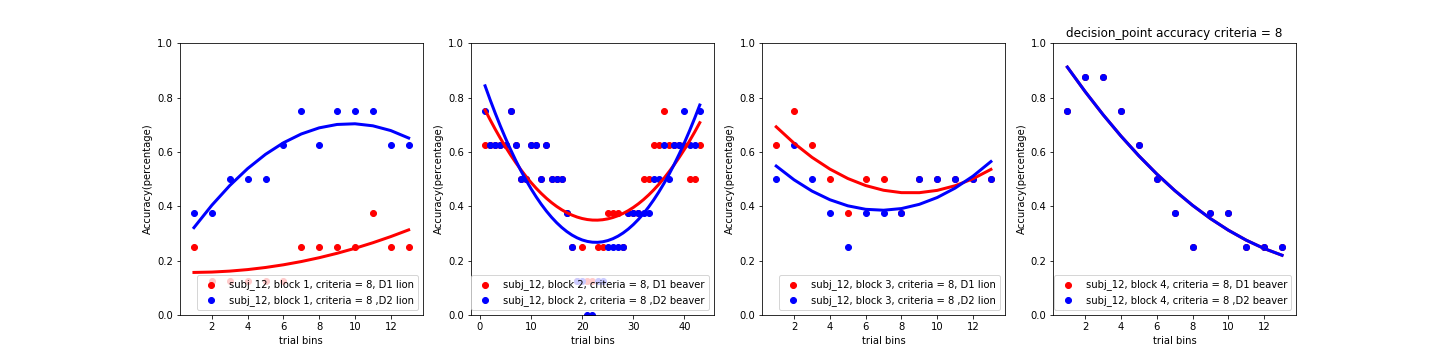 decision_point accuracy criteria = 8
1.0
0.8
0.6
0.4
0.2
0.0
Accuracy(percentage)
2 4 6 8 10 12
trial bins
subj_12, block 1, criteria = 8, D1 lion
subj_12, block 1, criteria = 8 ,D2 lion
1.0
0.8
0.6
0.4
0.2
0.0
Accuracy(percentage)
0 10 20 30 40
trial bins
subj_12, block 2, criteria = 8, D1 beaver
subj_12, block 2, criteria = 8 ,D2 beaver
1.0
0.8
0.6
0.4
0.2
0.0
Accuracy(percentage)
2 4 6 8 10 12
trial bins
subj_12, block 3, criteria = 8, D1 lion
subj_12, block 3, criteria = 8 ,D2 lion
1.0
0.8
0.6
0.4
0.2
0.0
Accuracy(percentage)
2 4 6 8 10 12
trial bins
subj_12, block 4, criteria = 8, D1 beaver
subj_12, block 4, criteria = 8 ,D2 beaver